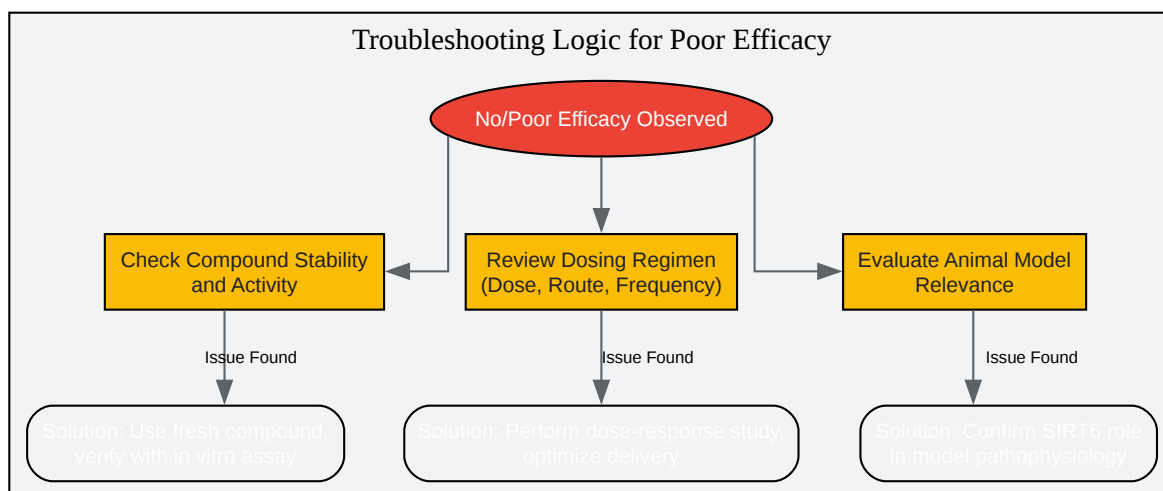 Troubleshooting Logic for Poor Efficacy
No/Poor Efficacy Observed
Check Compound Stability
and Activity
Review Dosing Regimen
(Dose, Route, Frequency)
Evaluate Animal Model
Relevance
Issue Found
Issue Found
Issue Found
Solution: Use fresh compound,
verify with in vitro assay
Solution: Perform dose-response study,
optimize delivery
Solution: Confirm SIRT6 role
in model pathophysiology